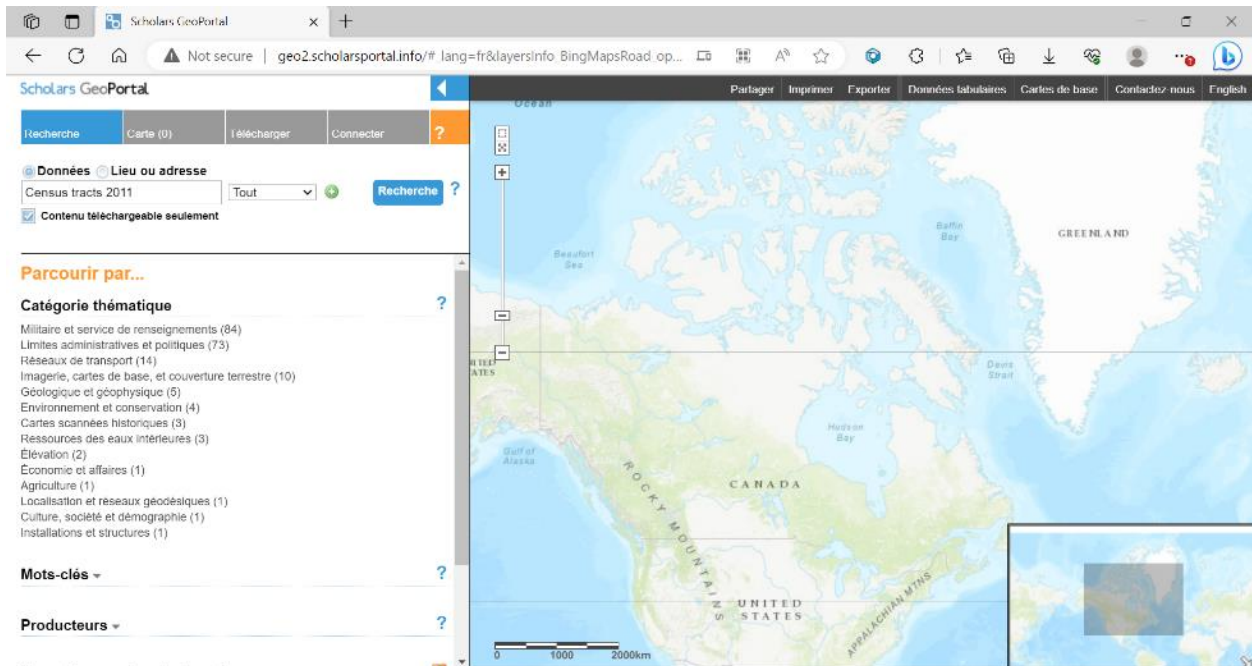 Scholars GeoPortal
Not secure | geo2.scholarsportal.info/#_lang=fr&layersInfo_BingMapsRoad_op...
Scholars GeoPortal
Partager Imprimer Exporter Données tabulaires Cartes de base Contactez-nous English
Recherche Carte (0) Télécharger Connecter ?
Données Lieu ou adresse
Census tracts 2011 Tout Recherche ?
Contenu téléchargeable seulement
Parcourir par...
Catégorie thématique ?
Militaire et service de renseignements (84)
Limites administratives et politiques (73)
Réseaux de transport (14)
Imagerie, cartes de base, et couverture terrestre (10)
Géologique et géophysique (5)
Environnement et conservation (4)
Cartes scannées historiques (3)
Ressources des eaux intérieures (3)
Élévation (2)
Économie et affaires (1)
Agriculture (1)
Localisation et réseaux géodésiques (1)
Culture, société et démographie (1)
Installations et structures (1)
Mots-clés ?
Producteurs ?
Ocean
Baffin
Bay
GREENLAND
Beaufort
Sea
Davis
Strait
Hudson
Bay
Gulf of
Alaska
CANADA
ROCKY MOUNTAINS
UNITED
STATES
APPALACHIAN MTNS
0 1000 2000km